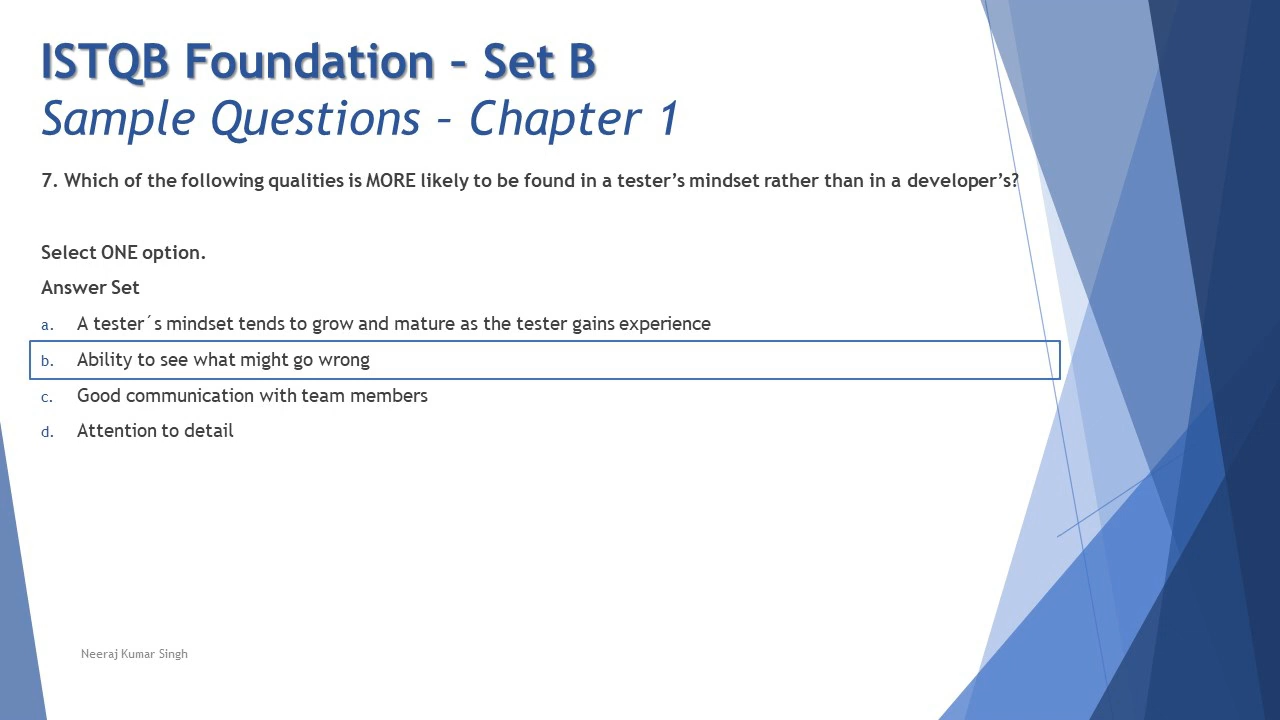 ISTQB Foundation – Set B
Sample Questions – Chapter 1
7. Which of the following qualities is MORE likely to be found in a tester’s mindset rather than in a developer’s?
Select ONE option.
Answer Set
a. A tester´s mindset tends to grow and mature as the tester gains experience
b. Ability to see what might go wrong
c. Good communication with team members
d. Attention to detail
Neeraj Kumar Singh